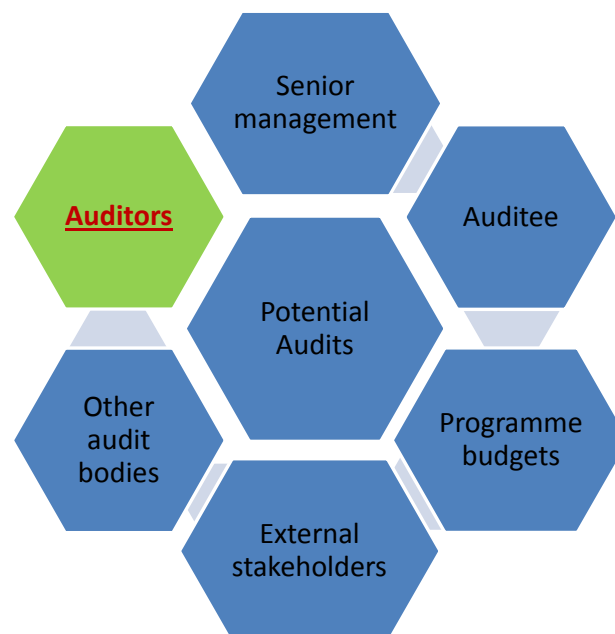 Senior
management
Auditors
Auditee
Potential
Audits
Other
audit
bodies
Programme
budgets
External
stakeholders